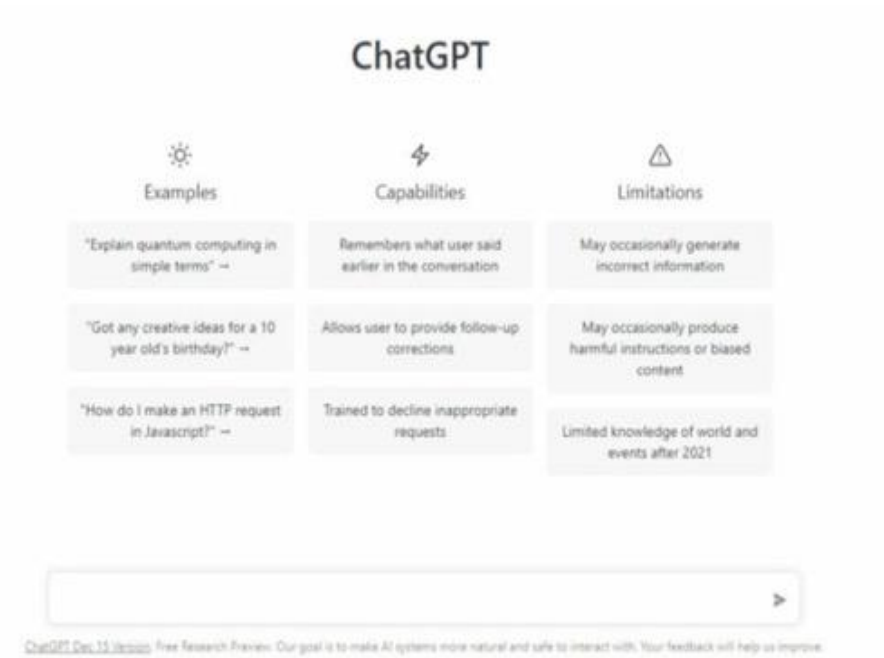 ChatGPT
Examples
"Explain quantum computing in
simple terms" →
"Got any creative ideas for a 10
year old's birthday?" →
"How do I make an HTTP request
in Javascript?" →
Capabilities
Remembers what user said
earlier in the conversation
Allows user to provide follow-up
corrections
Trained to decline inappropriate
requests
Limitations
May occasionally generate
incorrect information
May occasionally produce
harmful instructions or biased
content
Limited knowledge of world and
events after 2021
ChatGPT Dec 15 Version. Free Research Preview. Our goal is to make AI systems more natural and safe to interact with. Your feedback will help us improve.